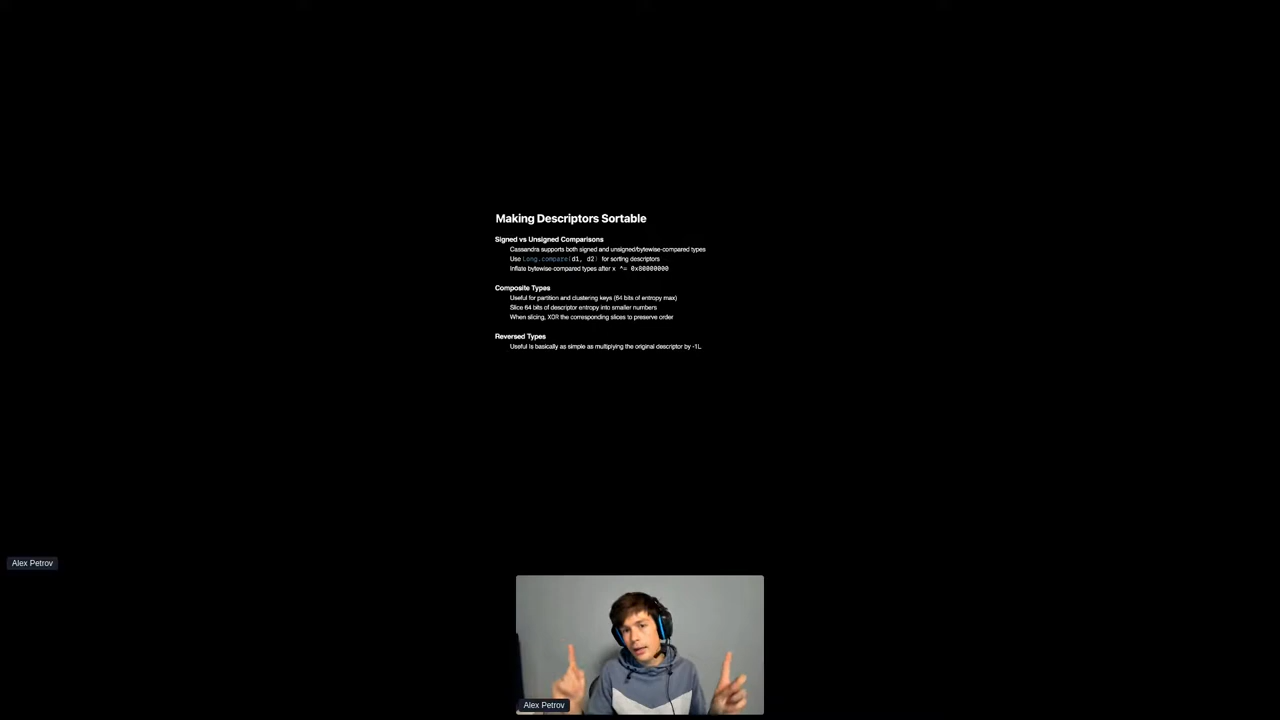 Making Descriptors Sortable
Signed vs Unsigned Comparisons
Cassandra supports both signed and unsigned/bytewise-compared types
Use Long.compare(d1, d2) for sorting descriptors
Inflate bytewise-compared types after x ^= 0x80000000
Composite Types
Useful for partition and clustering keys (64 bits of entropy max)
Slice 64 bits of descriptor entropy into smaller numbers
When slicing, XOR the corresponding slices to preserve order
Reversed Types
Useful is basically as simple as multiplying the original descriptor by -1L
Alex Petrov
Alex Petrov